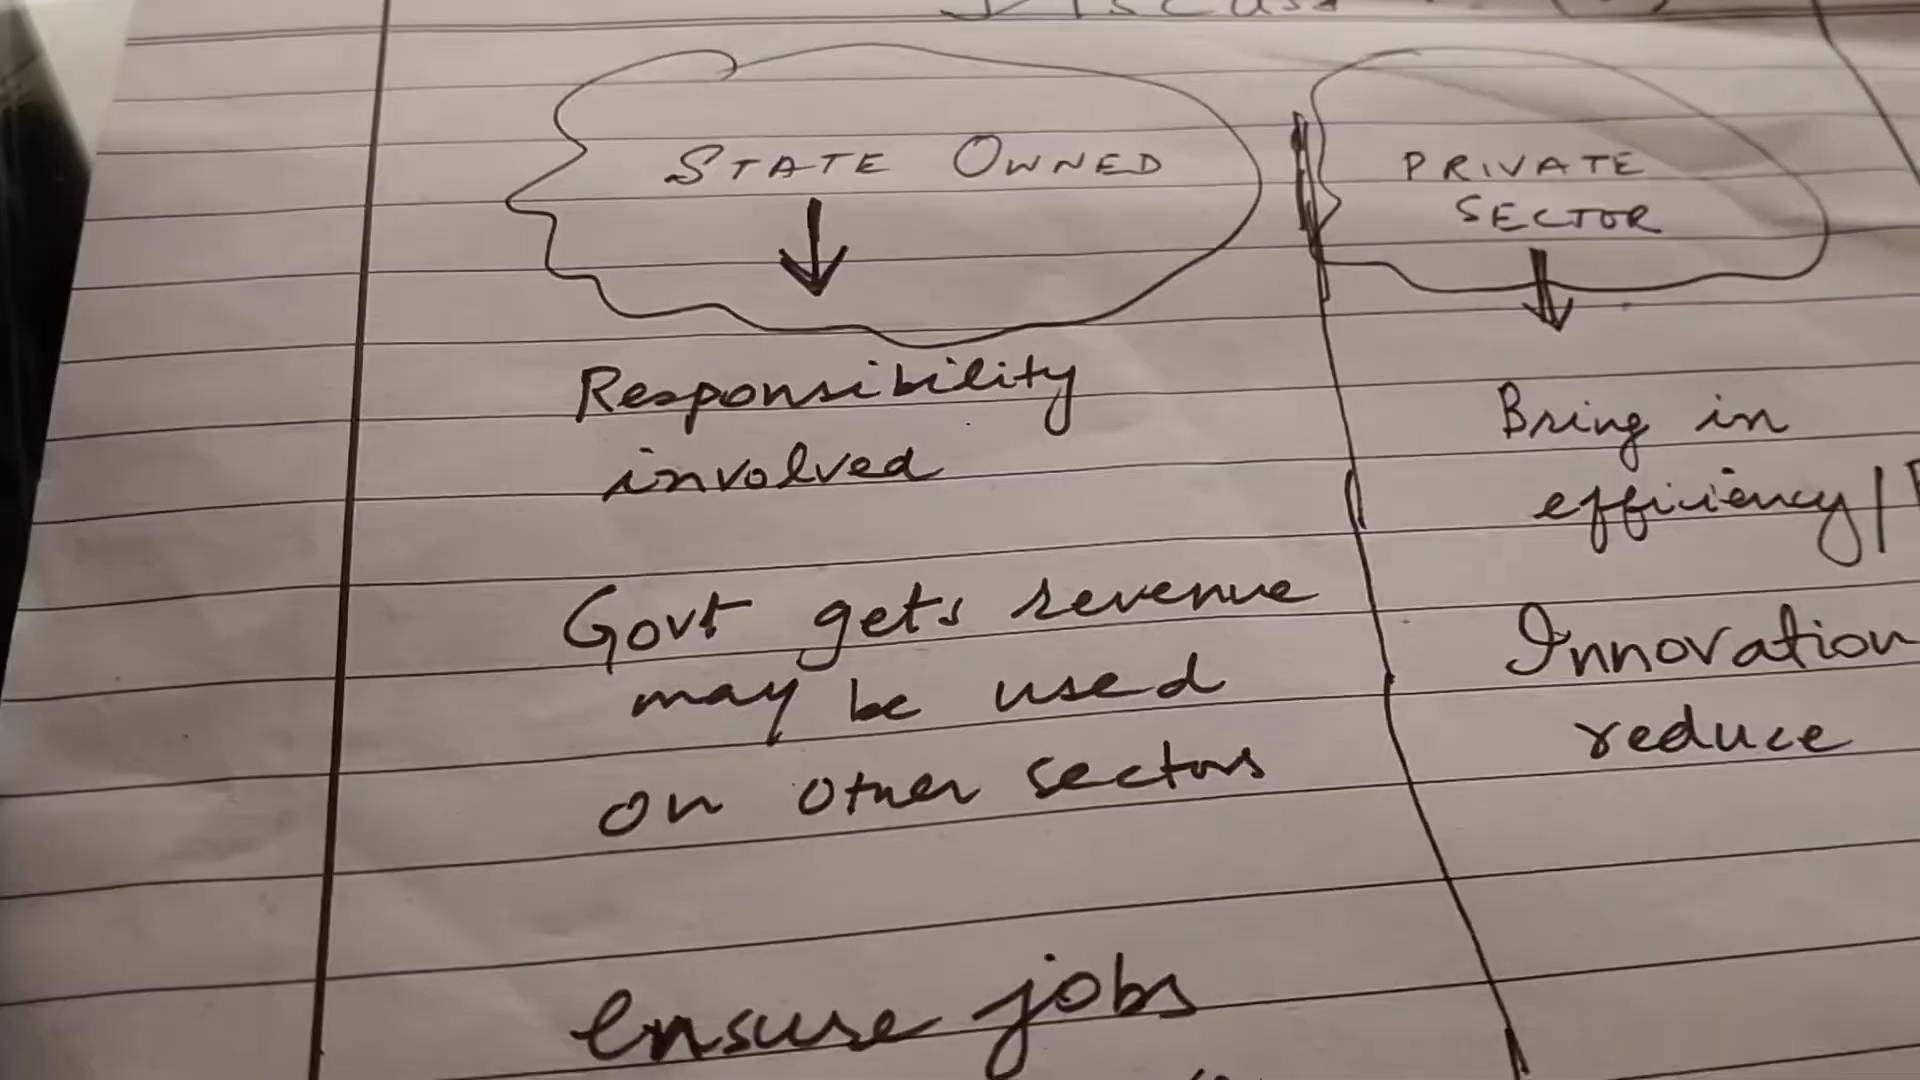 STATE OWNED
Responsibility
involved
Govt gets revenue
may be used
on other sectors
ensure jobs
PRIVATE
SECTOR
Bring in
efficiency/
Innovation
reduce